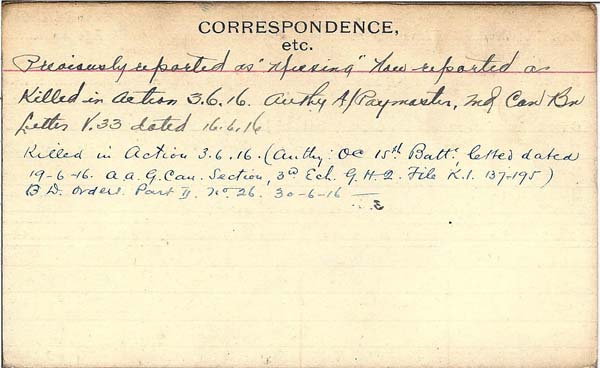 CORRESPONDENCE,
etc.
Previously reported as "Missing" Now reported as
Killed in Action 3.6.16. Authy A/Paymaster, Can Bn
Letter V.33 dated 16.6.16
Killed in Action 3.6.16. (Authy: OC 15th Battn, letter dated
19-6-16. A.A.G. Can. Section, 3rd Ech. G.H.Q. File K.1. 137-195)
B.D. Orders. Part II. No. 26. 30-6-16